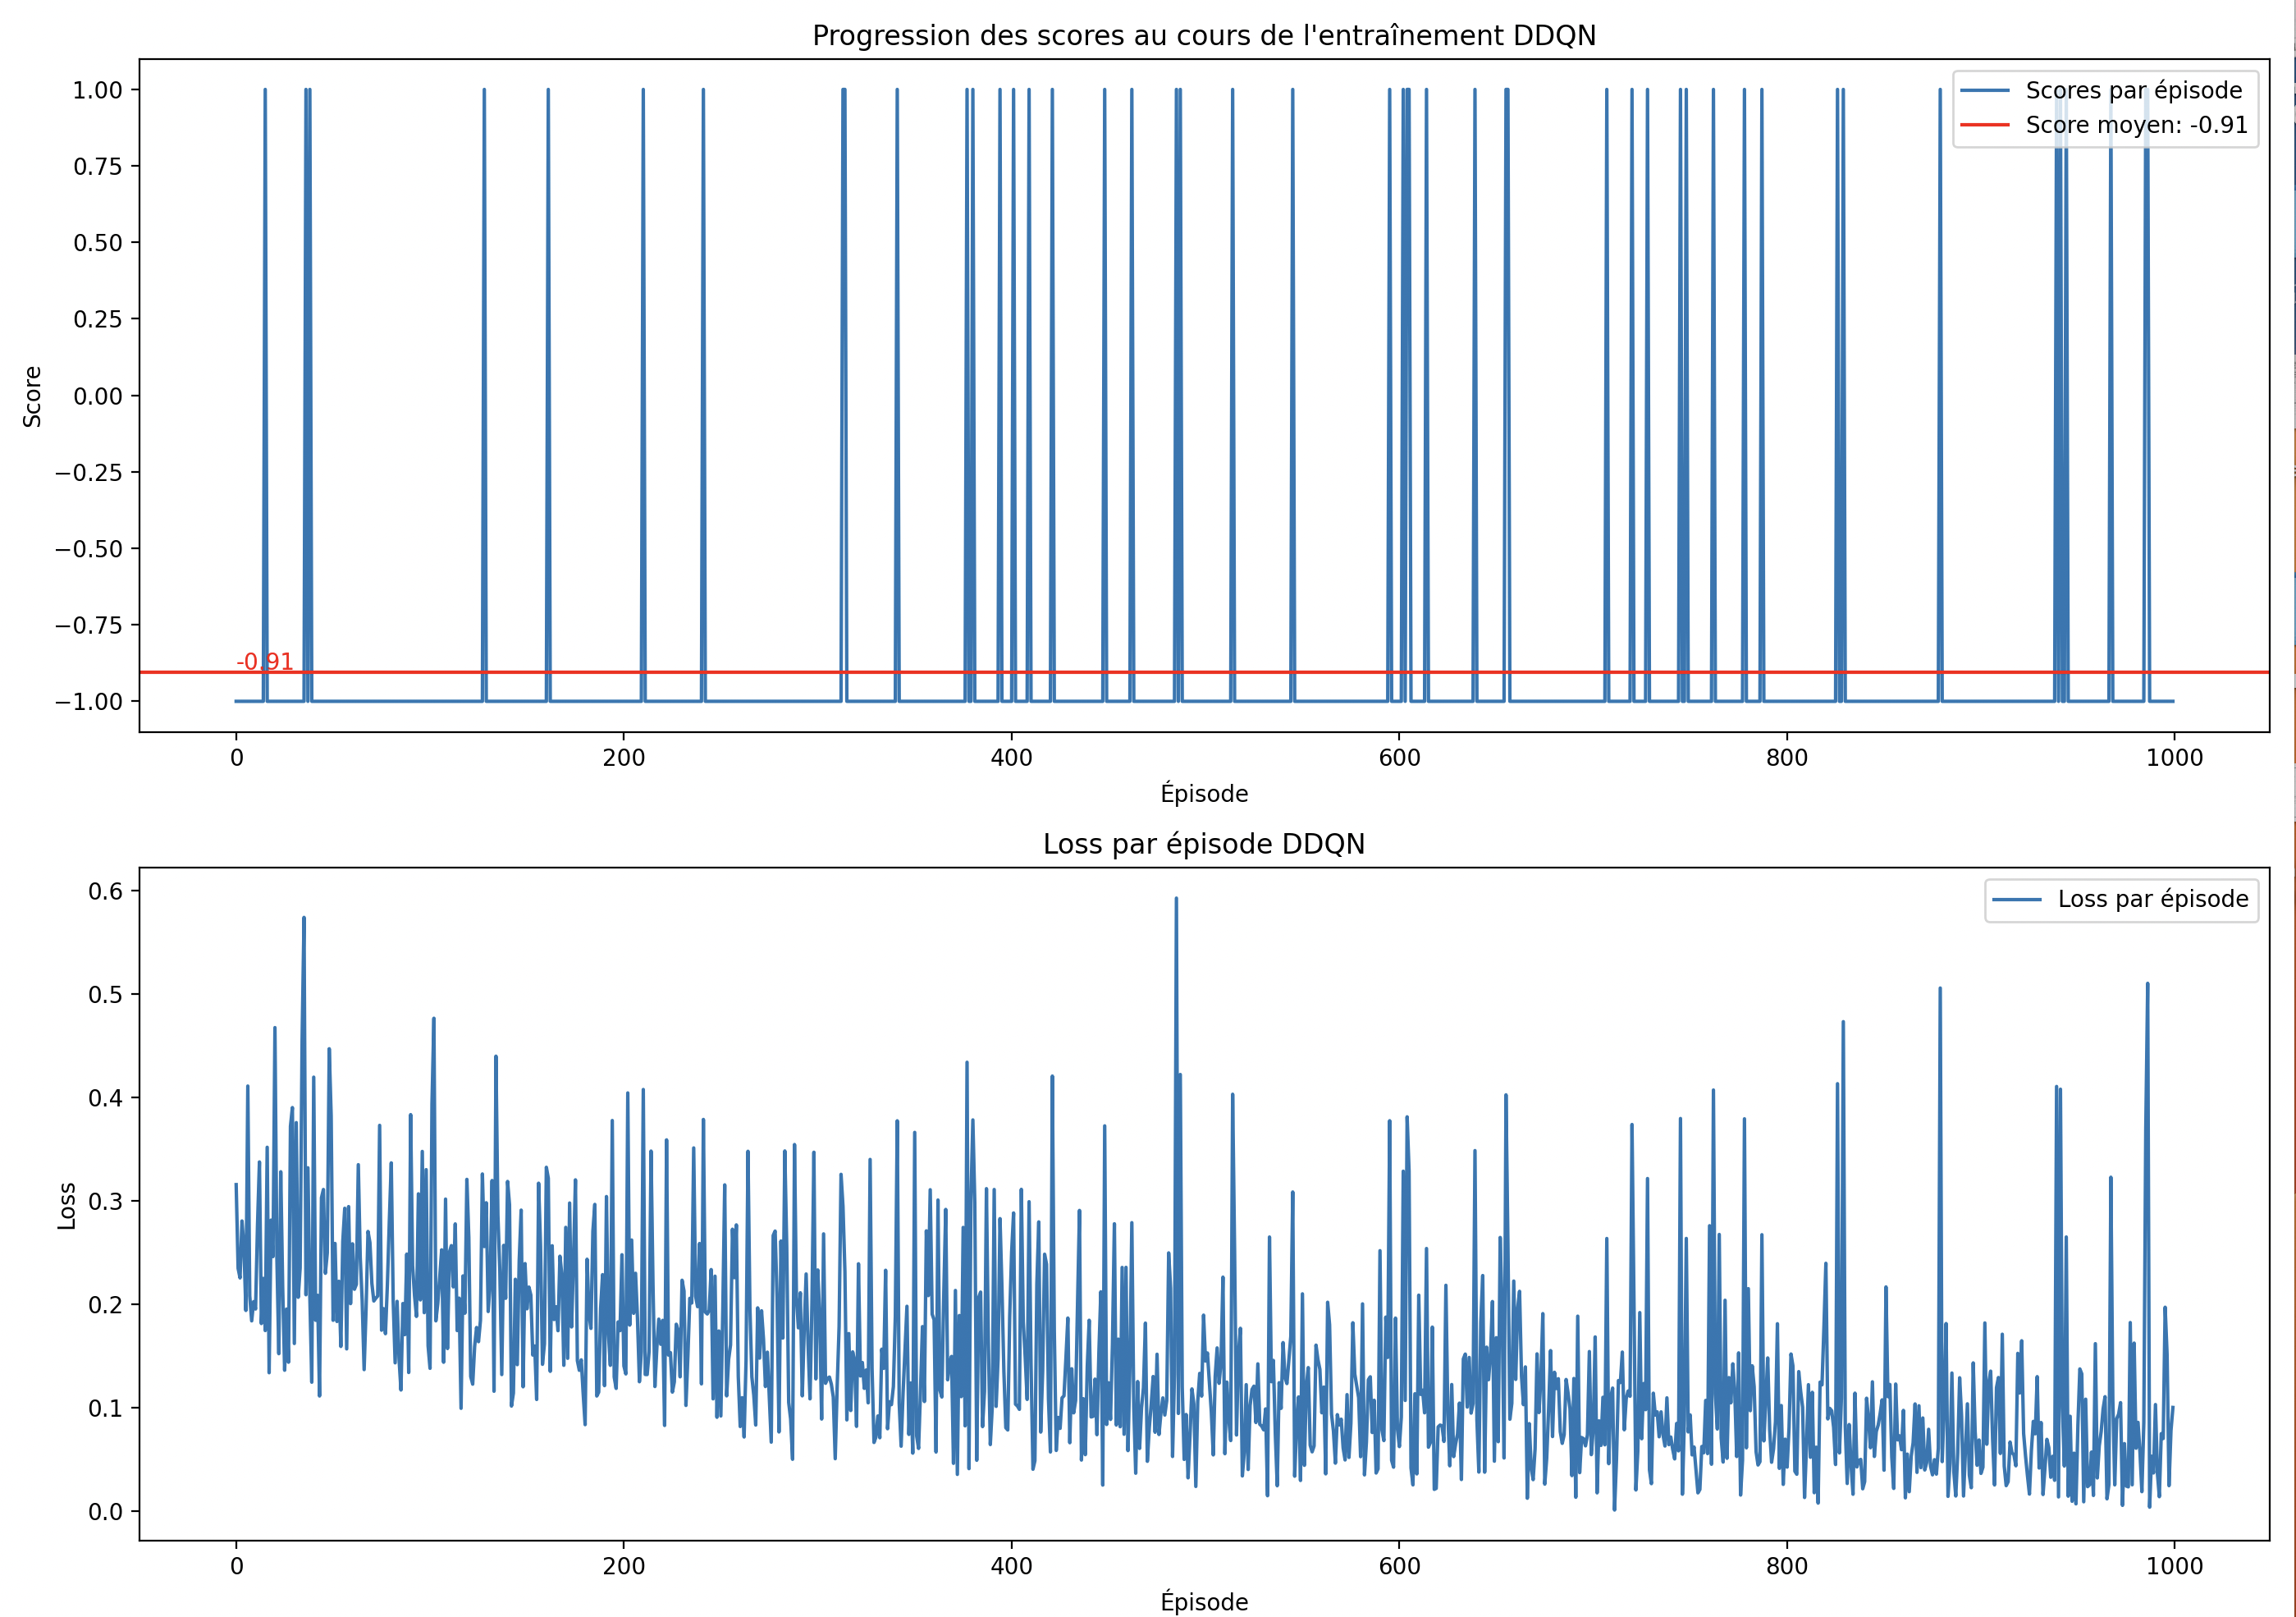 Progression des scores au cours de l'entraînement DDQN
Scores par épisode
Score moyen: -0.91
1.00
0.75
0.50
0.25
0.00
−0.25
−0.50
−0.75
−1.00
Score
-0.91
0 200 400 600 800 1000
Épisode
Loss par épisode DDQN
Loss par épisode
0.6
0.5
0.4
0.3
0.2
0.1
0.0
Loss
0 200 400 600 800 1000
Épisode